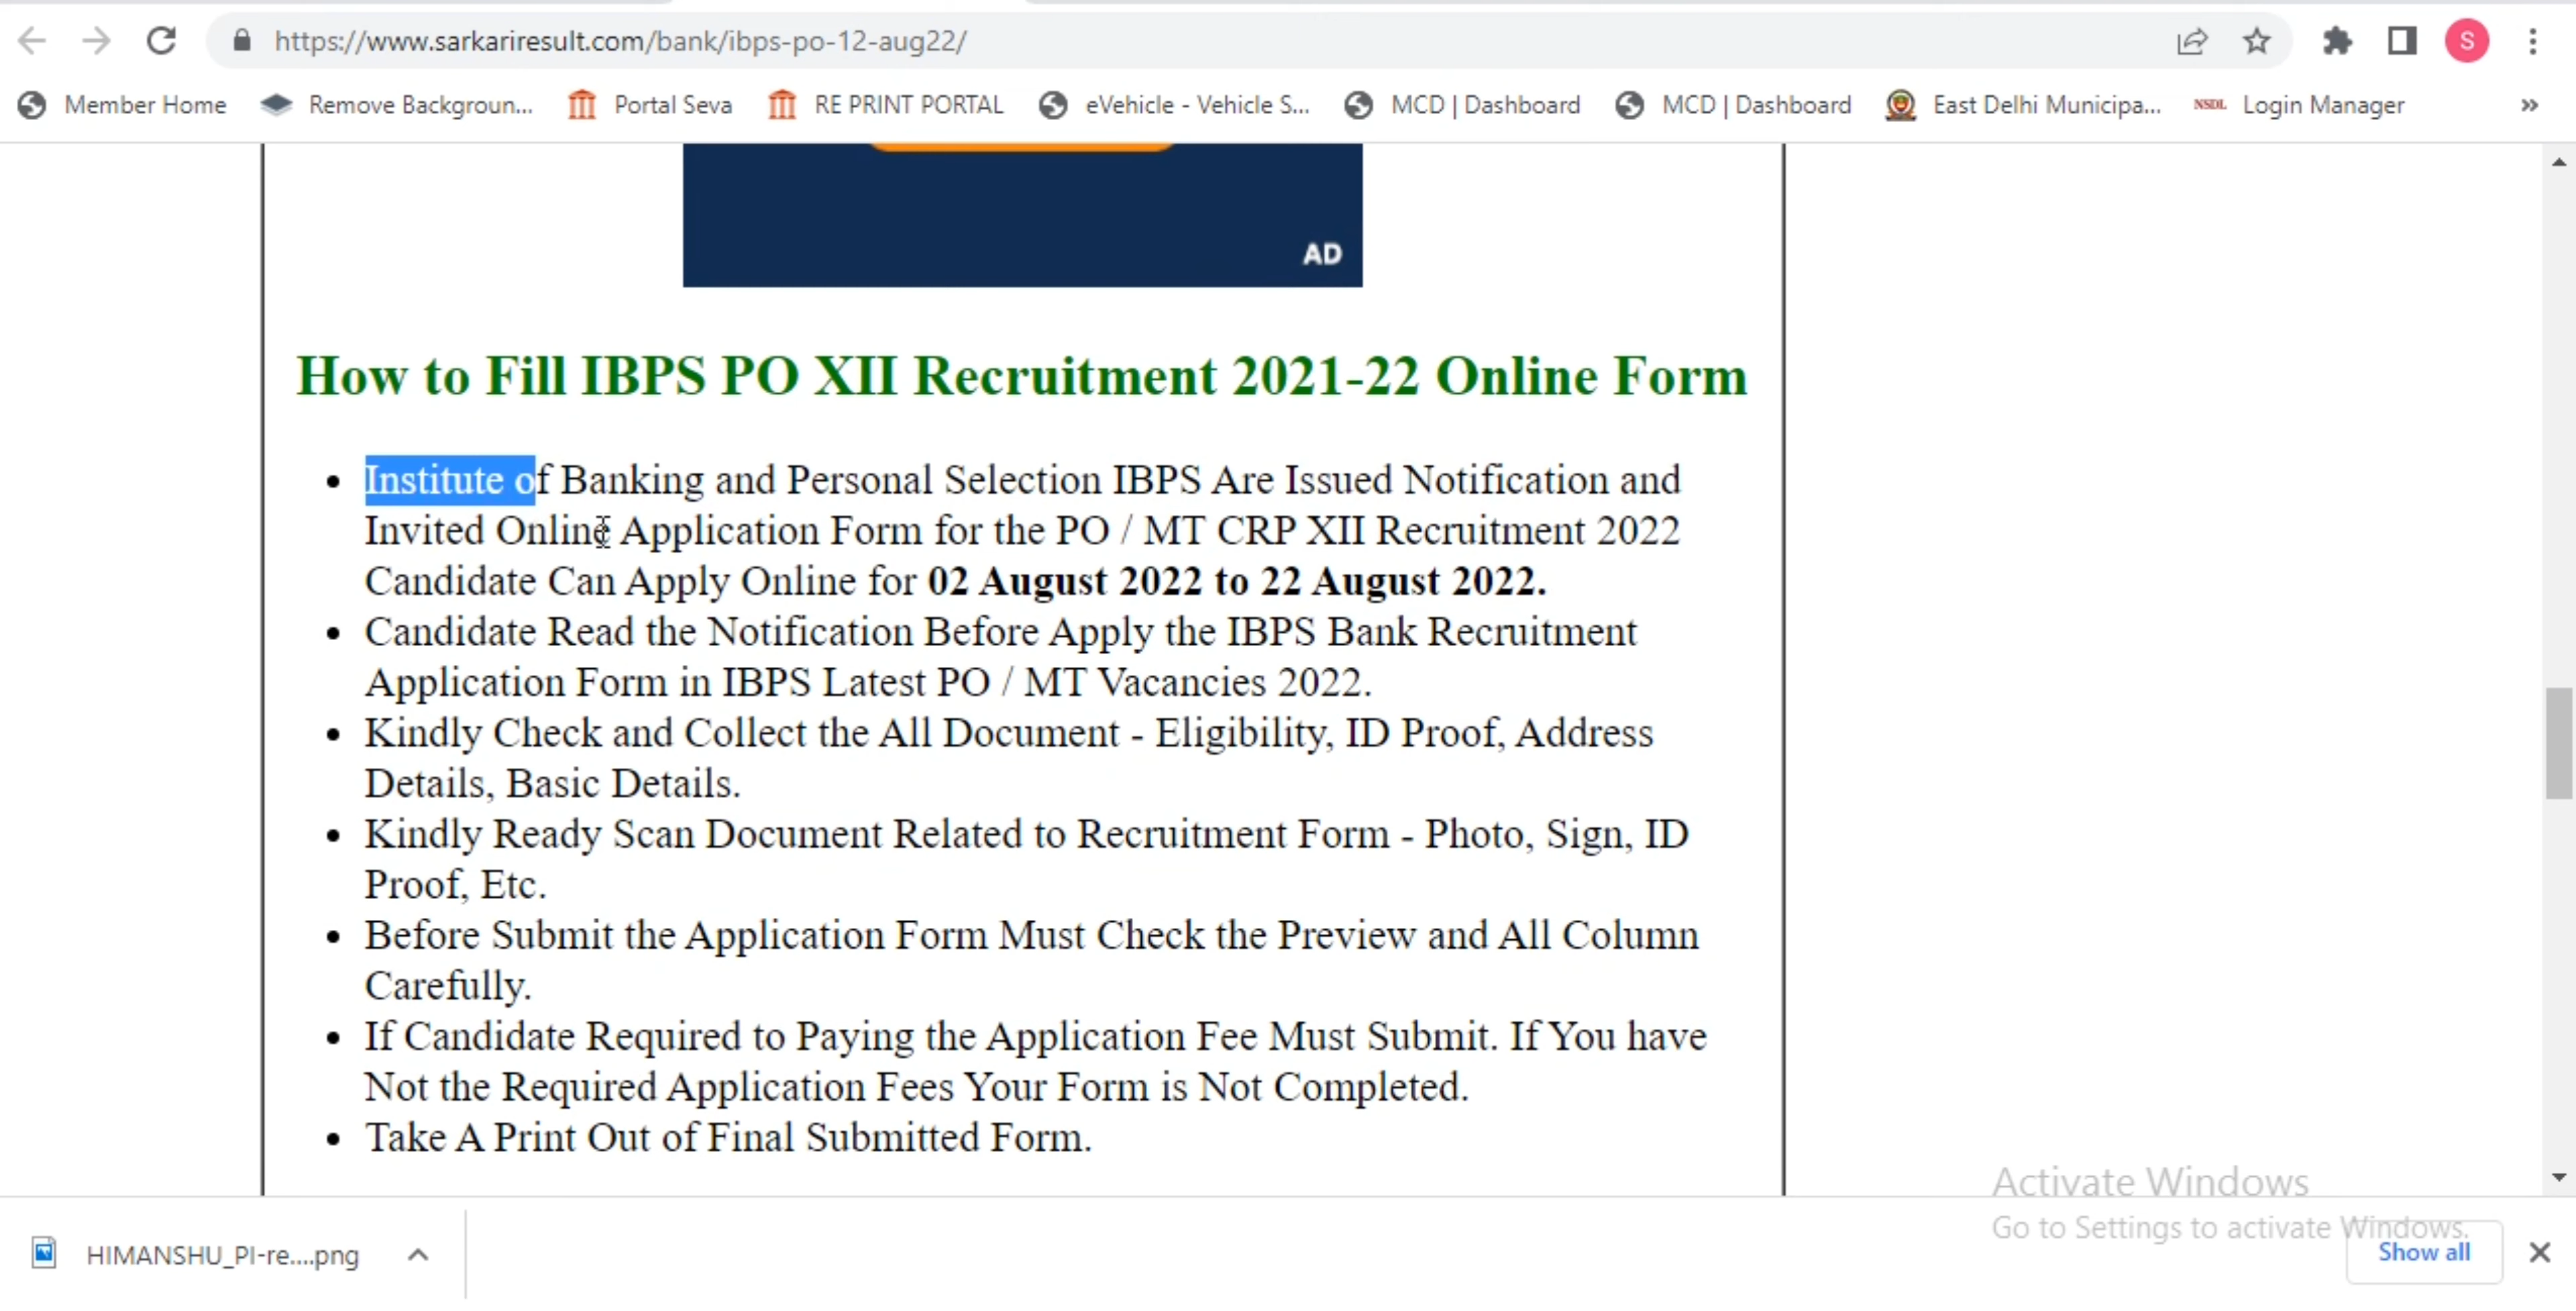 https://www.sarkariresult.com/bank/ibps-po-12-aug22/
S
Member Home
Remove Backgroun...
Portal Seva
RE PRINT PORTAL
eVehicle - Vehicle S...
MCD | Dashboard
MCD | Dashboard
East Delhi Municipa...
NSDL
Login Manager
»
AD
How to Fill IBPS PO XII Recruitment 2021-22 Online Form
• Institute of Banking and Personal Selection IBPS Are Issued Notification and
Invited Online Application Form for the PO / MT CRP XII Recruitment 2022
Candidate Can Apply Online for 02 August 2022 to 22 August 2022.
• Candidate Read the Notification Before Apply the IBPS Bank Recruitment
Application Form in IBPS Latest PO / MT Vacancies 2022.
• Kindly Check and Collect the All Document - Eligibility, ID Proof, Address
Details, Basic Details.
• Kindly Ready Scan Document Related to Recruitment Form - Photo, Sign, ID
Proof, Etc.
• Before Submit the Application Form Must Check the Preview and All Column
Carefully.
• If Candidate Required to Paying the Application Fee Must Submit. If You have
Not the Required Application Fees Your Form is Not Completed.
• Take A Print Out of Final Submitted Form.
Activate Windows
Go to Settings to activate Windows.
HIMANSHU_PI-re....png
Show all